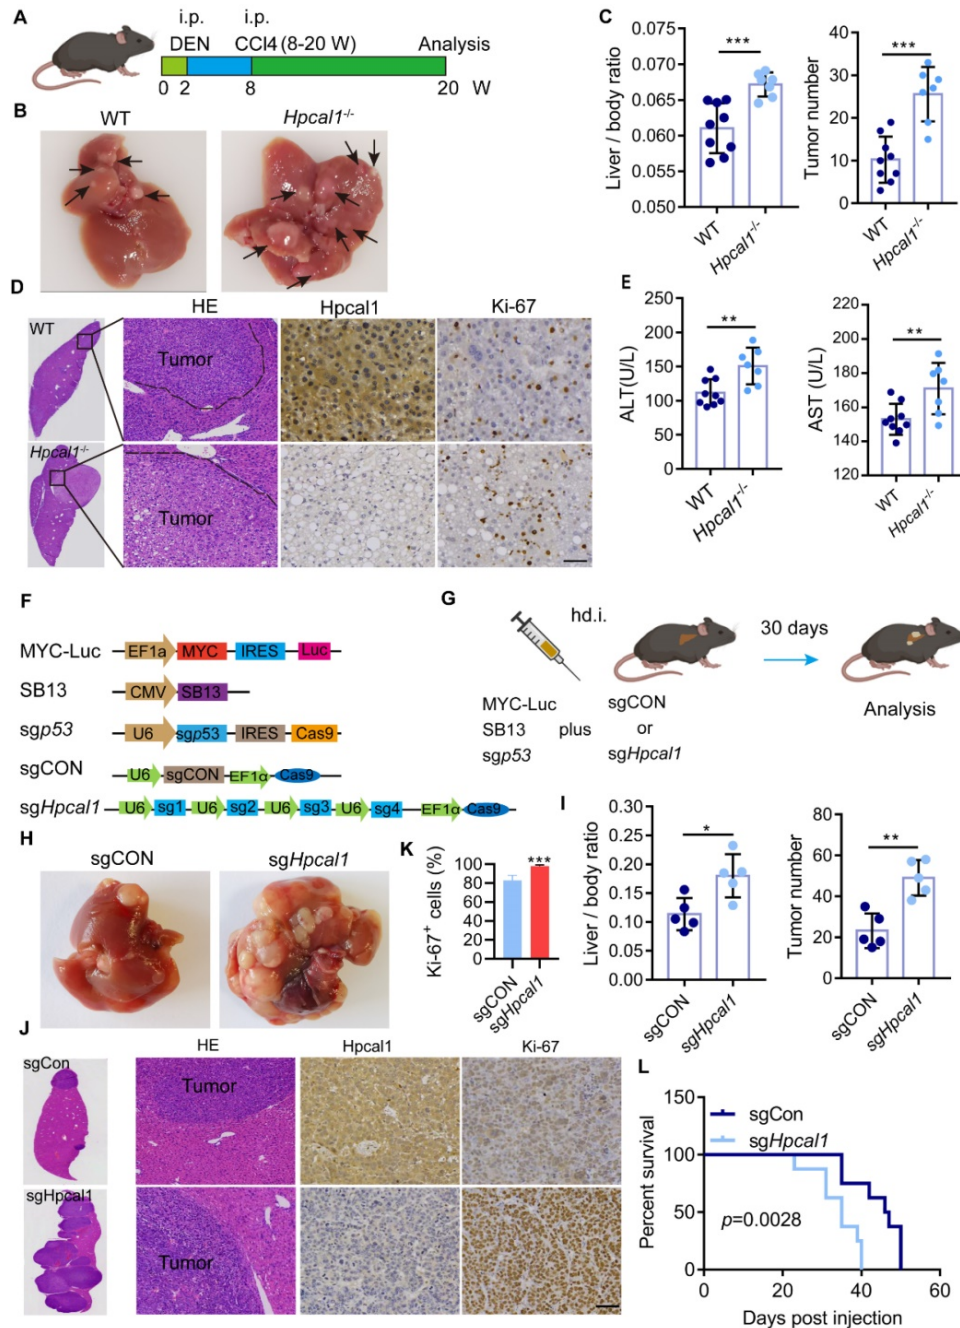 A
i.p.
i.p.
DEN
CCl4 (8-20 W)
Analysis
0 2 8 20 W
B
WT
Hpcal1-/-
C
Liver / body ratio
0.075
0.070
0.065
0.060
0.055
0.050
***
WT
Hpcal1-/-
Tumor number
40
30
20
10
0
***
WT
Hpcal1-/-
D
HE
Hpcal1
Ki-67
WT
Tumor
Hpcal1-/-
Tumor
E
ALT(U/L)
250
200
150
100
50
0
**
WT
Hpcal1-/-
AST (U/L)
220
200
180
160
140
120
**
WT
Hpcal1-/-
F
MYC-Luc
EF1a MYC IRES Luc
SB13
CMV SB13
sgp53
U6 sgp53 IRES Cas9
sgCON
U6 sgCON EF1α Cas9
sgHpcal1
U6 sg1 U6 sg2 U6 sg3 U6 sg4 EF1α Cas9
G
hd.i.
30 days
MYC-Luc
SB13 plus
sgp53
sgCON
or
sgHpcal1
Analysis
H
sgCON
sgHpcal1
K
Ki-67+ cells (%)
100
80
60
40
20
0
***
sgCON
sgHpcal1
I
Liver / body ratio
0.30
0.25
0.20
0.15
0.10
0.05
0.00
*
sgCON
sgHpcal1
Tumor number
80
60
40
20
0
**
sgCON
sgHpcal1
J
HE
Hpcal1
Ki-67
sgCon
Tumor
sgHpcal1
Tumor
L
Percent survival
150
100
50
0
sgCon
sgHpcal1
p=0.0028
0 20 40 60
Days post injection